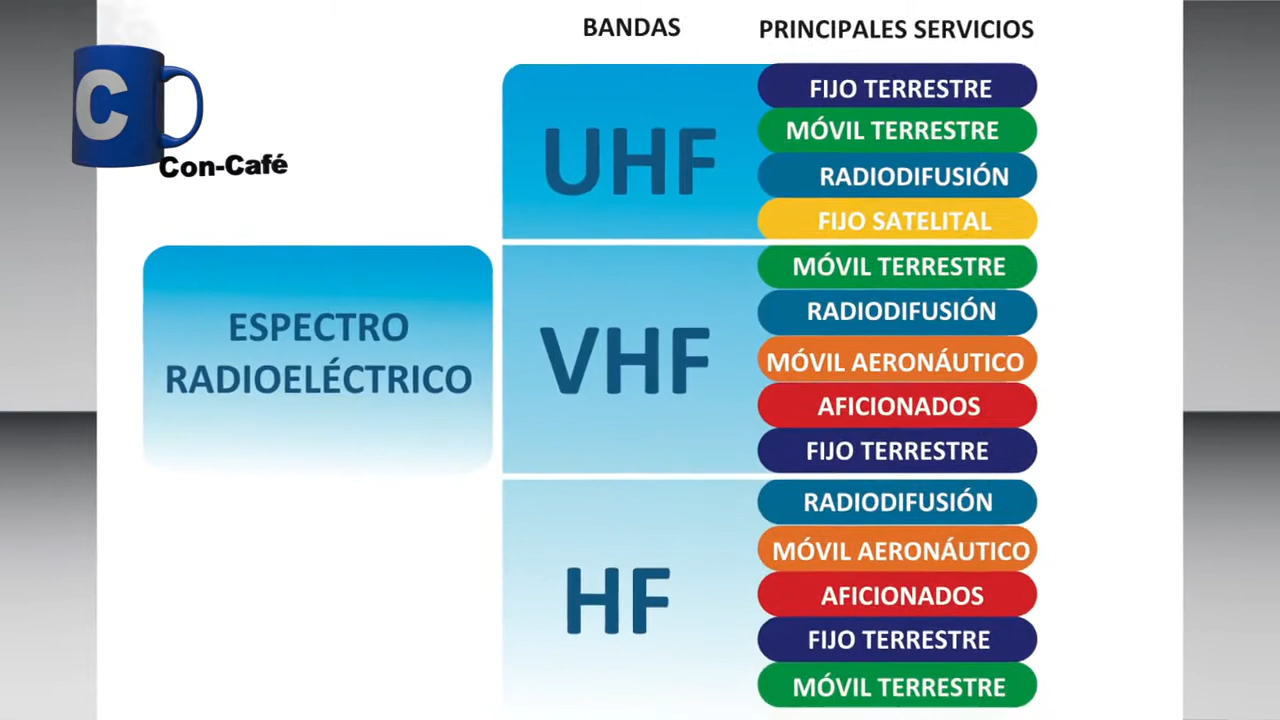 BANDAS
PRINCIPALES SERVICIOS
C
Con-Café
ESPECTRO
RADIOELÉCTRICO
UHF
FIJO TERRESTRE
MÓVIL TERRESTRE
RADIODIFUSIÓN
FIJO SATELITAL
VHF
MÓVIL TERRESTRE
RADIODIFUSIÓN
MÓVIL AERONÁUTICO
AFICIONADOS
FIJO TERRESTRE
HF
RADIODIFUSIÓN
MÓVIL AERONÁUTICO
AFICIONADOS
FIJO TERRESTRE
MÓVIL TERRESTRE